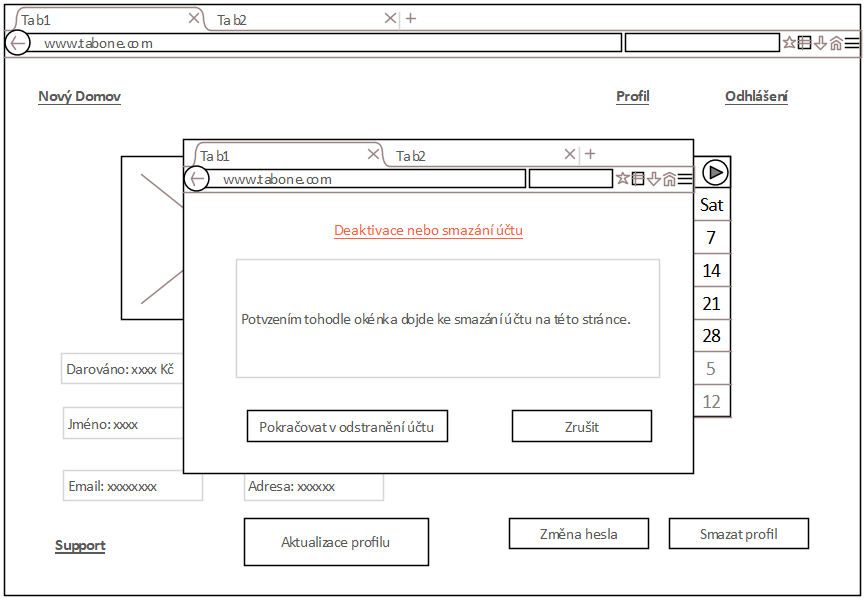 Tab1
Tab2
www.tabone.com
Nový Domov
Profil
Odhlášení
Tab1
Tab2
www.tabone.com
Deaktivace nebo smazání účtu
Potvzením tohodle okénka dojde ke smazání účtu na této stránce.
Pokračovat v odstranění účtu
Zrušit
Sat
7
14
21
28
5
12
Darováno: xxxx Kč
Jméno: xxxx
Email: xxxxxxxx
Adresa: xxxxxx
Support
Aktualizace profilu
Změna hesla
Smazat profil